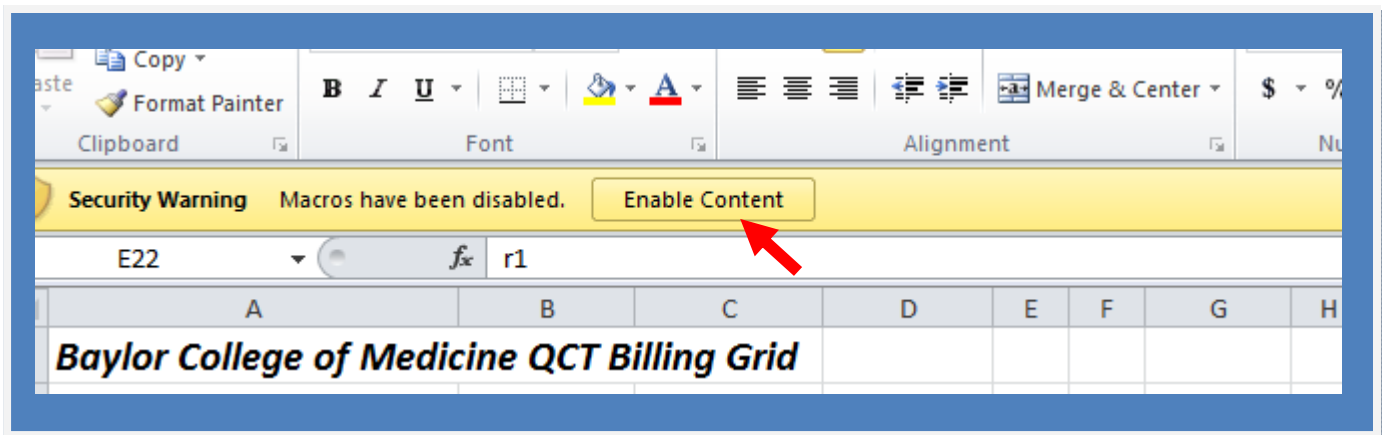 Copy
aste
Format Painter
B I U A Merge & Center $ %
Clipboard Font Alignment Nu
Security Warning Macros have been disabled. Enable Content
E22 fx r1
A B C D E F G H
Baylor College of Medicine QCT Billing Grid